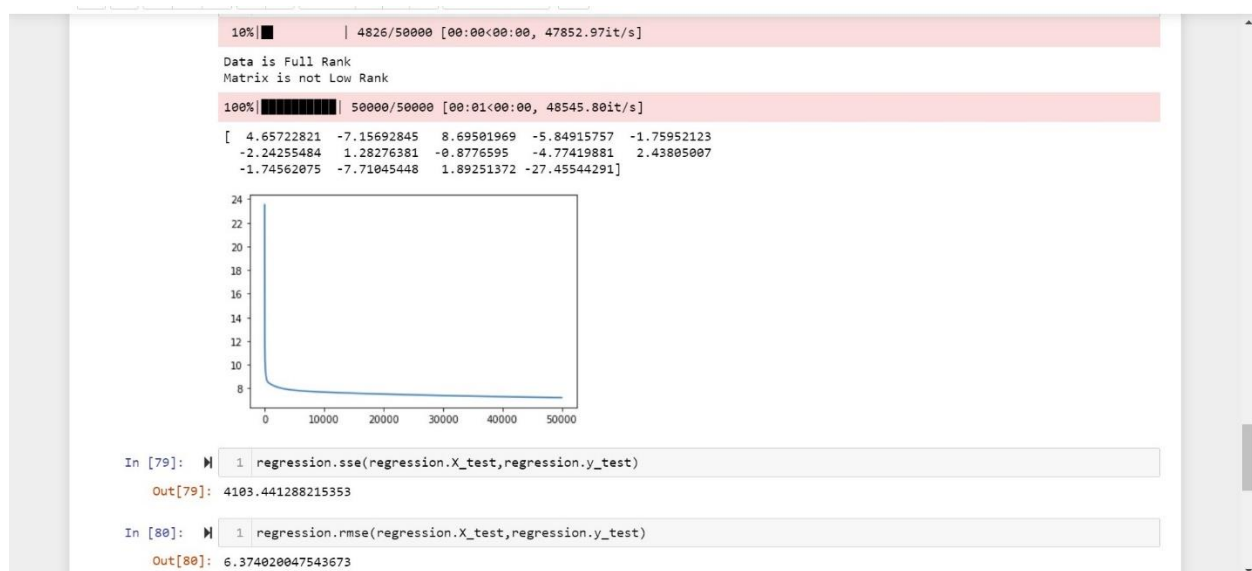 10%|█ | 4826/50000 [00:00<00:00, 47852.97it/s]
Data is Full Rank
Matrix is not Low Rank
100%|██████████| 50000/50000 [00:01<00:00, 48545.80it/s]
[ 4.65722821 -7.15692845 8.69501969 -5.84915757 -1.75952123
-2.24255484 1.28276381 -0.8776595 -4.77419881 2.43805007
-1.74562075 -7.71045448 1.89251372 -27.45544291]
24
22
20
18
16
14
12
10
8
0 10000 20000 30000 40000 50000
In [79]: 1 regression.sse(regression.X_test,regression.y_test)
Out[79]: 4103.441288215353
In [80]: 1 regression.rmse(regression.X_test,regression.y_test)
Out[80]: 6.374020047543673